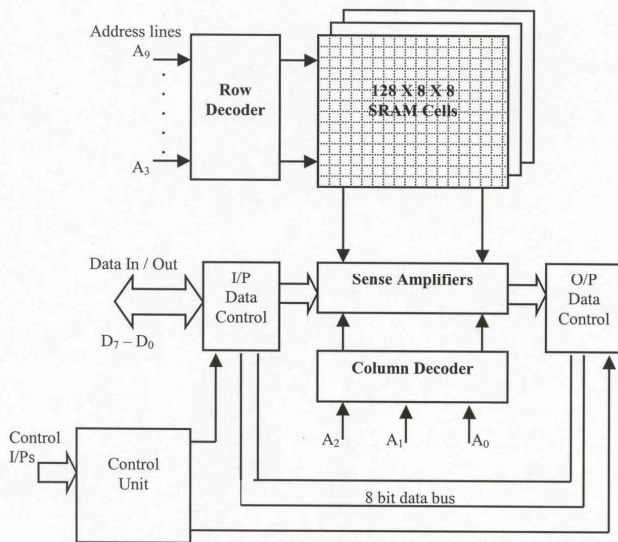 Address lines
A9
A3
Row
Decoder
128 X 8 X 8
SRAM Cells
Data In / Out
D7 – D0
I/P
Data
Control
Sense Amplifiers
O/P
Data
Control
Column Decoder
A2
A1
A0
Control
I/Ps
Control
Unit
8 bit data bus